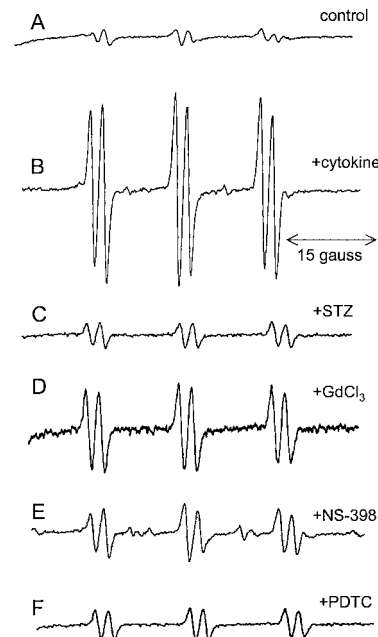 A
control
B
+cytokine
15 gauss
C
+STZ
D
+GdCl₃
E
+NS-398
F
+PDTC